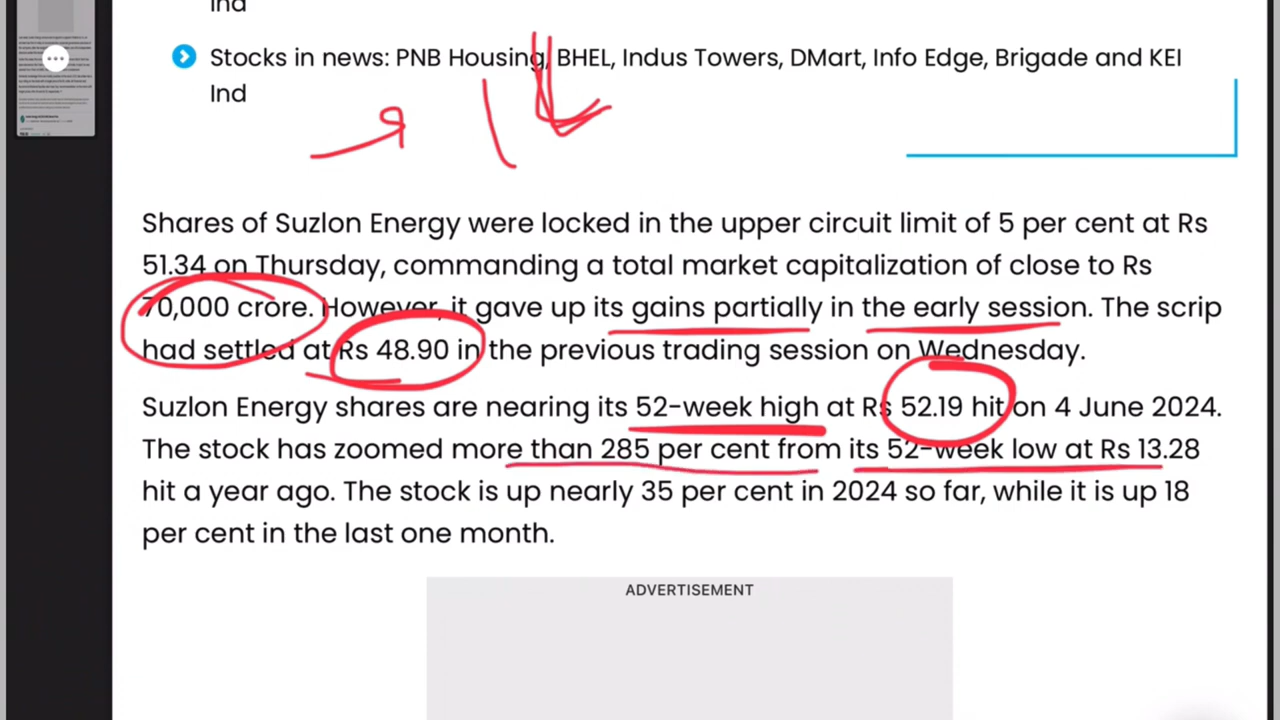 Ind
Stocks in news: PNB Housing, BHEL, Indus Towers, DMart, Info Edge, Brigade and KEI
Ind
Shares of Suzlon Energy were locked in the upper circuit limit of 5 per cent at Rs
51.34 on Thursday, commanding a total market capitalization of close to Rs
70,000 crore. However, it gave up its gains partially in the early session. The scrip
had settled at Rs 48.90 in the previous trading session on Wednesday.
Suzlon Energy shares are nearing its 52-week high at Rs 52.19 hit on 4 June 2024.
The stock has zoomed more than 285 per cent from its 52-week low at Rs 13.28
hit a year ago. The stock is up nearly 35 per cent in 2024 so far, while it is up 18
per cent in the last one month.
ADVERTISEMENT